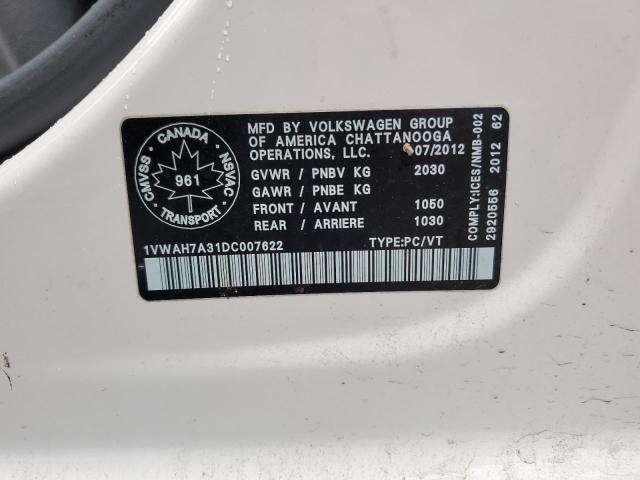 CANADA
CMVSS
NSVAC
961
TRANSPORT
MFD BY VOLKSWAGEN GROUP
OF AMERICA CHATTANOOGA
OPERATIONS, LLC. 07/2012
GVWR / PNBV KG 2030
GAWR / PNBE KG
FRONT / AVANT 1050
REAR / ARRIERE 1030
1VWAH7A31DC007622 TYPE:PC/VT
COMPLY:ICES/NMB-002
2920556 2012 62